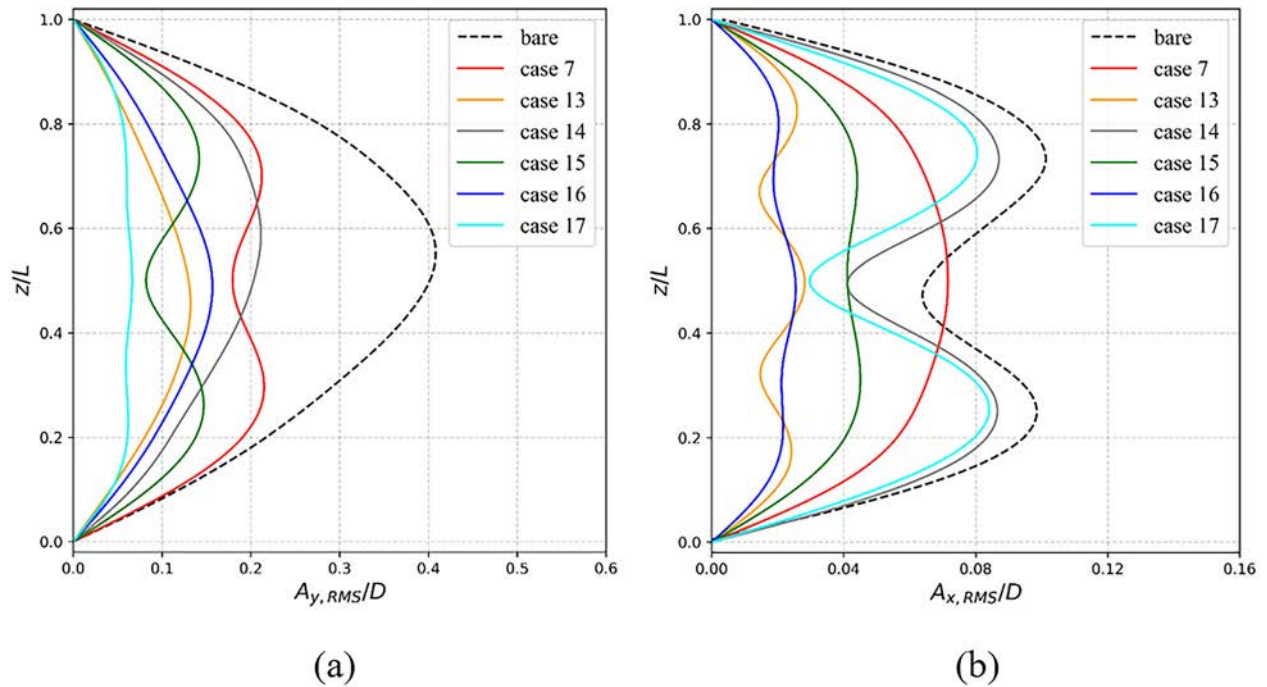 1.0
0.8
0.6
0.4
0.2
0.0
z/L
0.0 0.1 0.2 0.3 0.4 0.5 0.6
A_{y, RMS}/D
bare
case 7
case 13
case 14
case 15
case 16
case 17
(a)
1.0
0.8
0.6
0.4
0.2
0.0
z/L
0.00 0.04 0.08 0.12 0.16
A_{x, RMS}/D
bare
case 7
case 13
case 14
case 15
case 16
case 17
(b)